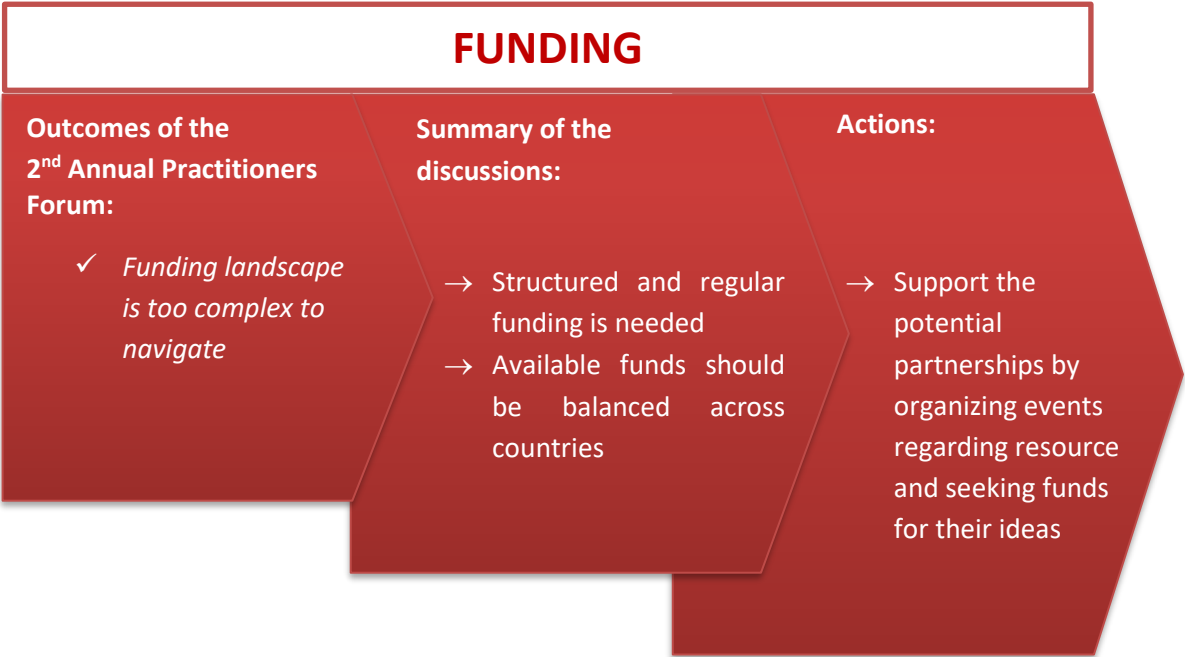 FUNDING
Outcomes of the
2nd Annual Practitioners
Forum:
✓ Funding landscape
is too complex to
navigate
Summary of the
discussions:
→ Structured and regular
funding is needed
→ Available funds should
be balanced across
countries
Actions:
→ Support the
potential
partnerships by
organizing events
regarding resource
and seeking funds
for their ideas